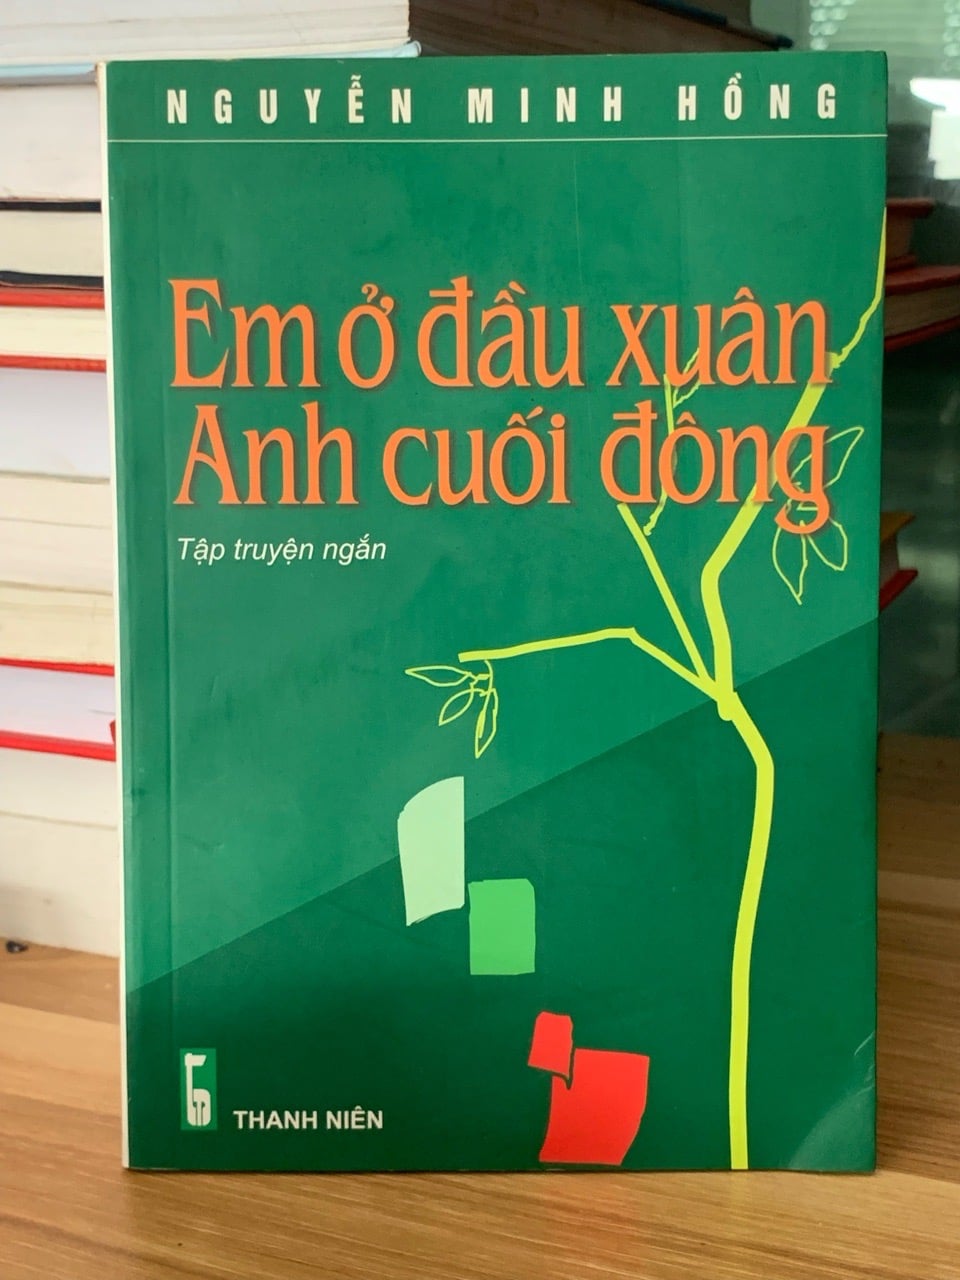 NGUYỄN MINH HỒNG
Em ở đầu xuân
Anh cuối đông
Tập truyện ngắn
THANH NIÊN